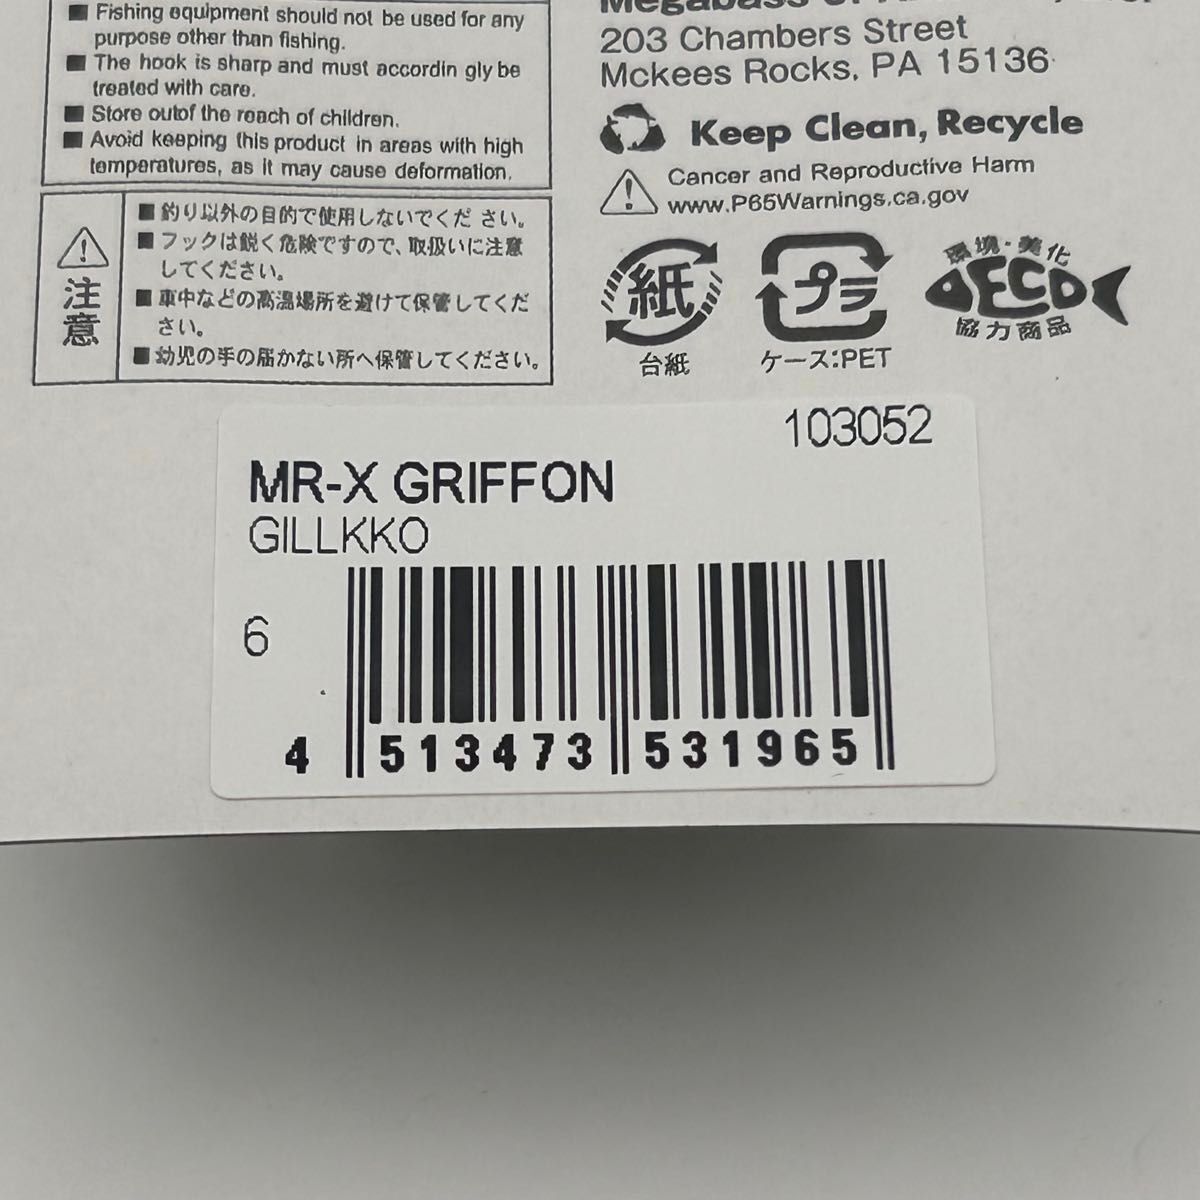 ■ Fishing equipment should not be used for any
purpose other than fishing.
■ The hook is sharp and must accordin gly be
treated with care.
■ Store outof the reach of children.
■ Avoid keeping this product in areas with high
temperatures, as it may cause deformation.
注意
■ 釣り以外の目的で使用しないでくだ さい。
■ フックは鋭く危険ですので、取扱いに注意
してください。
■ 車中などの高温場所を避けて保管してくだ
さい。
■ 幼児の手の届かない所へ保管してください。
Megabass
203 Chambers Street
Mckees Rocks, PA 15136
Keep Clean, Recycle
Cancer and Reproductive Harm
www.P65Warnings.ca.gov
紙
台紙
プラ
ケース:PET
環境・美化
ECO
協力商品
103052
MR-X GRIFFON
GILLKKO
6
4 513473 531965